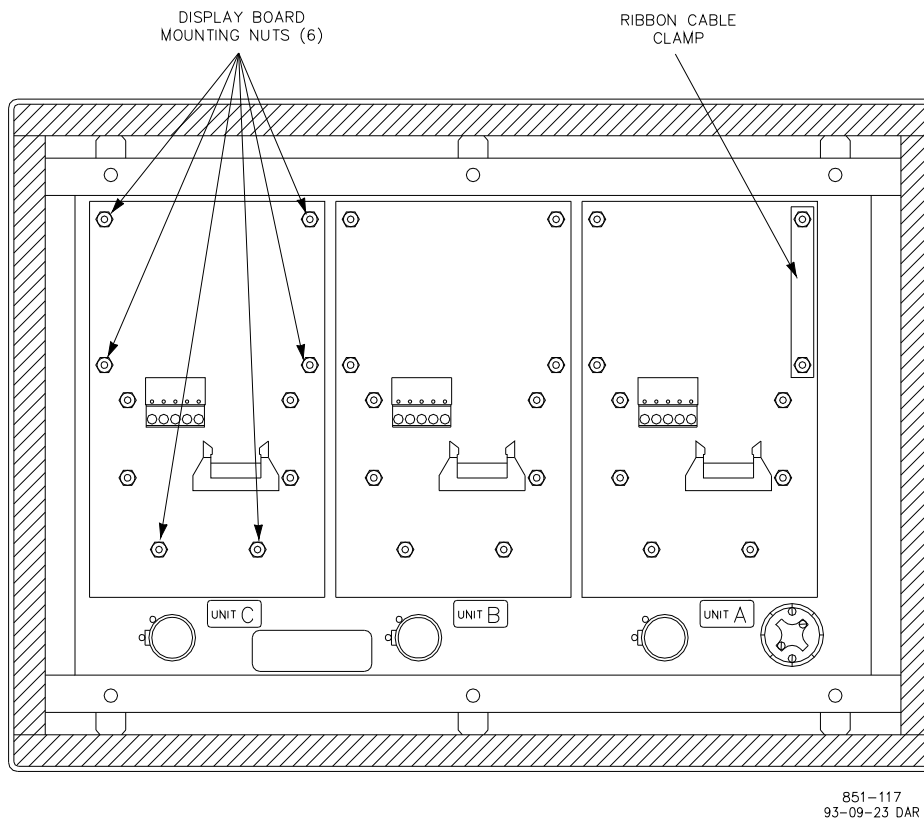 DISPLAY BOARD
MOUNTING NUTS (6)
RIBBON CABLE
CLAMP
UNIT C
UNIT B
UNIT A
851-117
93-09-23 DAR